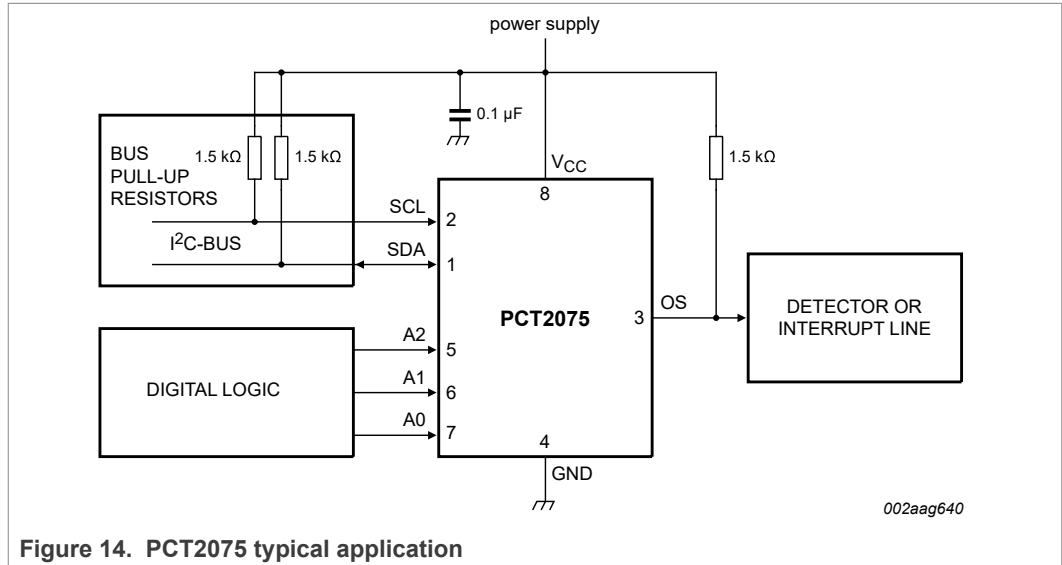 power supply
0.1 µF
BUS
PULL-UP
RESISTORS
1.5 kΩ
1.5 kΩ
1.5 kΩ
VCC
8
SCL
2
I2C-BUS
SDA
1
PCT2075
3
OS
DETECTOR OR
INTERRUPT LINE
DIGITAL LOGIC
A2
5
A1
6
A0
7
4
GND
002aag640
Figure 14. PCT2075 typical application